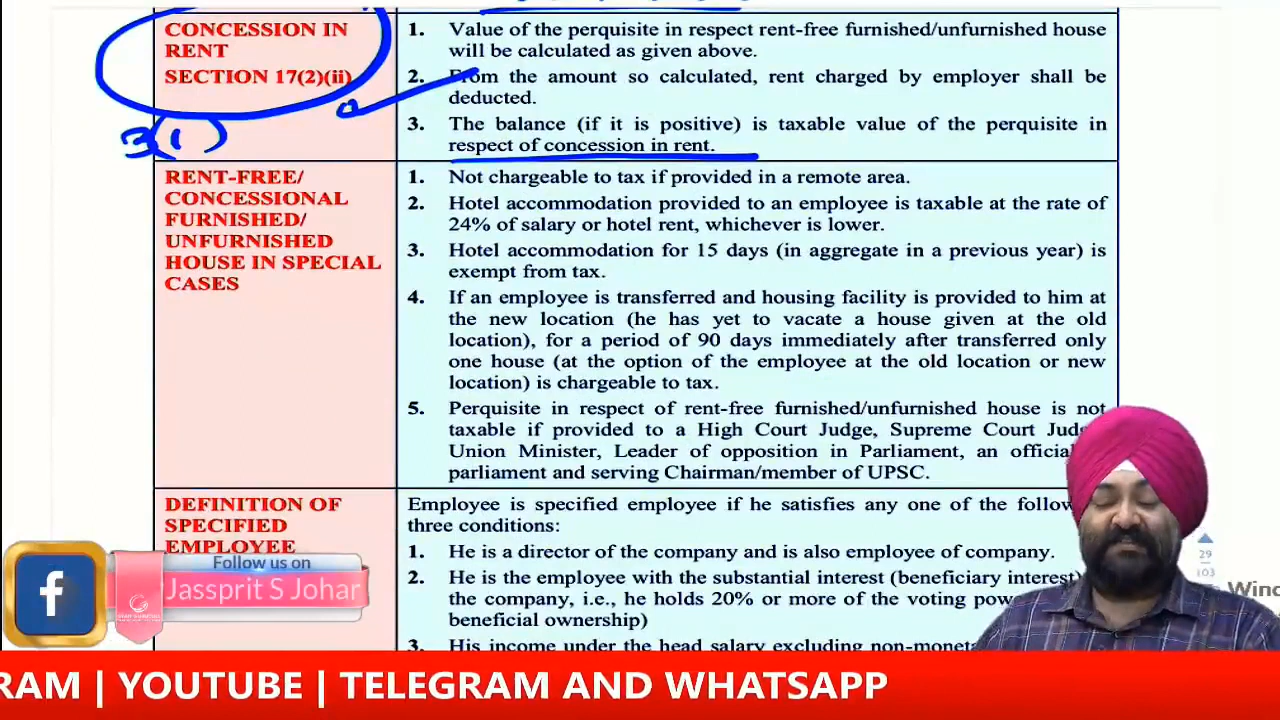 CONCESSION IN
RENT
SECTION 17(2)(ii)
3(1)
1. Value of the perquisite in respect rent-free furnished/unfurnished house
will be calculated as given above.
2. From the amount so calculated, rent charged by employer shall be
deducted.
3. The balance (if it is positive) is taxable value of the perquisite in
respect of concession in rent.
RENT-FREE/
CONCESSIONAL
FURNISHED/
UNFURNISHED
HOUSE IN SPECIAL
CASES
1. Not chargeable to tax if provided in a remote area.
2. Hotel accommodation provided to an employee is taxable at the rate of
24% of salary or hotel rent, whichever is lower.
3. Hotel accommodation for 15 days (in aggregate in a previous year) is
exempt from tax.
4. If an employee is transferred and housing facility is provided to him at
the new location (he has yet to vacate a house given at the old
location), for a period of 90 days immediately after transferred only
one house (at the option of the employee at the old location or new
location) is chargeable to tax.
5. Perquisite in respect of rent-free furnished/unfurnished house is not
taxable if provided to a High Court Judge, Supreme Court Jud
Union Minister, Leader of opposition in Parliament, an official
parliament and serving Chairman/member of UPSC.
DEFINITION OF
SPECIFIED
EMPLOYEE
Employee is specified employee if he satisfies any one of the follow
three conditions:
1. He is a director of the company and is also employee of company.
2. He is the employee with the substantial interest (beneficiary interest)
the company, i.e., he holds 20% or more of the voting pow
beneficial ownership)
3. His income under the head salary excluding non-moneta
Follow us on
Jassprit S Johar
f
29
103
Wind
RAM | YOUTUBE | TELEGRAM AND WHATSAPP